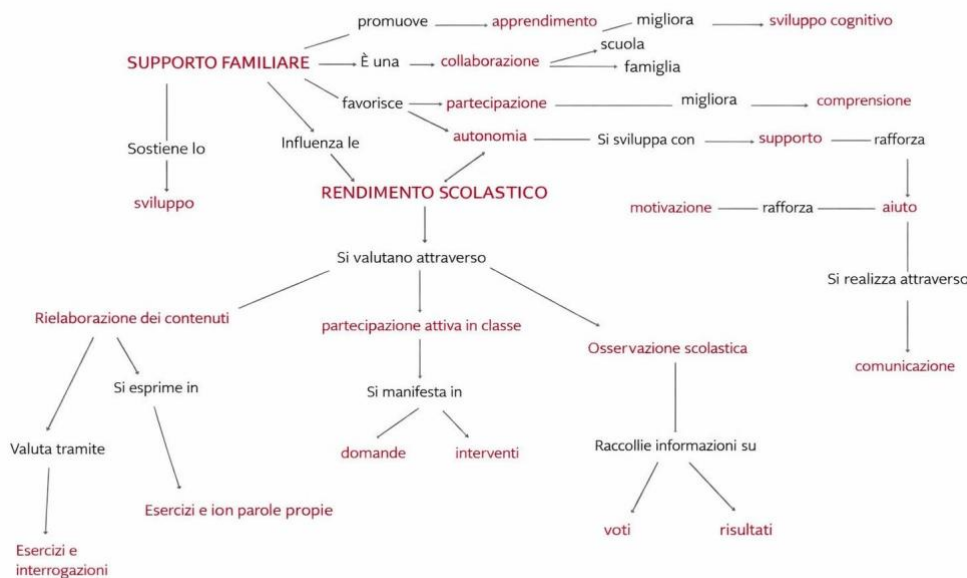 promuove
apprendimento
migliora
sviluppo cognitivo
SUPPORTO FAMILIARE
È una
collaborazione
scuola
famiglia
favorisce
partecipazione
migliora
comprensione
Sostiene lo
Influenza le
autonomia
Si sviluppa con
supporto
rafforza
sviluppo
RENDIMENTO SCOLASTICO
motivazione
rafforza
aiuto
Si valutano attraverso
Si realizza attraverso
Rielaborazione dei contenuti
partecipazione attiva in classe
Osservazione scolastica
comunicazione
Si esprime in
Si manifesta in
Valuta tramite
domande
interventi
Raccollie informazioni su
Esercizi e ion parole propie
voti
risultati
Esercizi e
interrogazioni